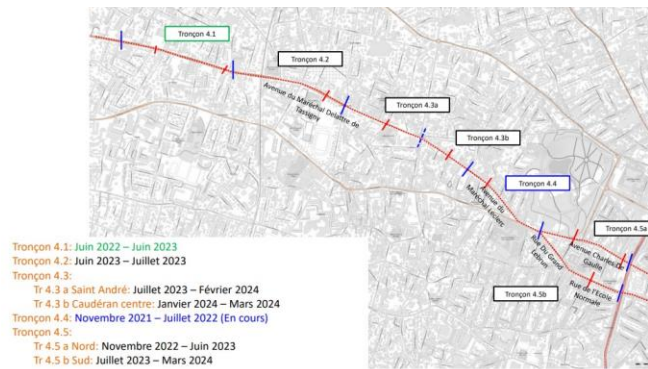 Tronçon 4.1
Tronçon 4.2
Avenue du Maréchal Delattre de
Tassigny
Tronçon 4.3a
Tronçon 4.3b
Tronçon 4.4
Avenue du
Maréchal Leclerc
Tronçon 4.5a
Avenue Charles De
Gaulle
Rue Du Grand
Lebrun
Rue de l'Ecole
Normale
Tronçon 4.5b
Tronçon 4.1: Juin 2022 – Juin 2023
Tronçon 4.2: Juin 2023 – Juillet 2023
Tronçon 4.3:
Tr 4.3 a Saint André: Juillet 2023 – Février 2024
Tr 4.3 b Caudéran centre: Janvier 2024 – Mars 2024
Tronçon 4.4: Novembre 2021 – Juillet 2022 (En cours)
Tronçon 4.5:
Tr 4.5 a Nord: Novembre 2022 – Juin 2023
Tr 4.5 b Sud: Juillet 2023 – Mars 2024